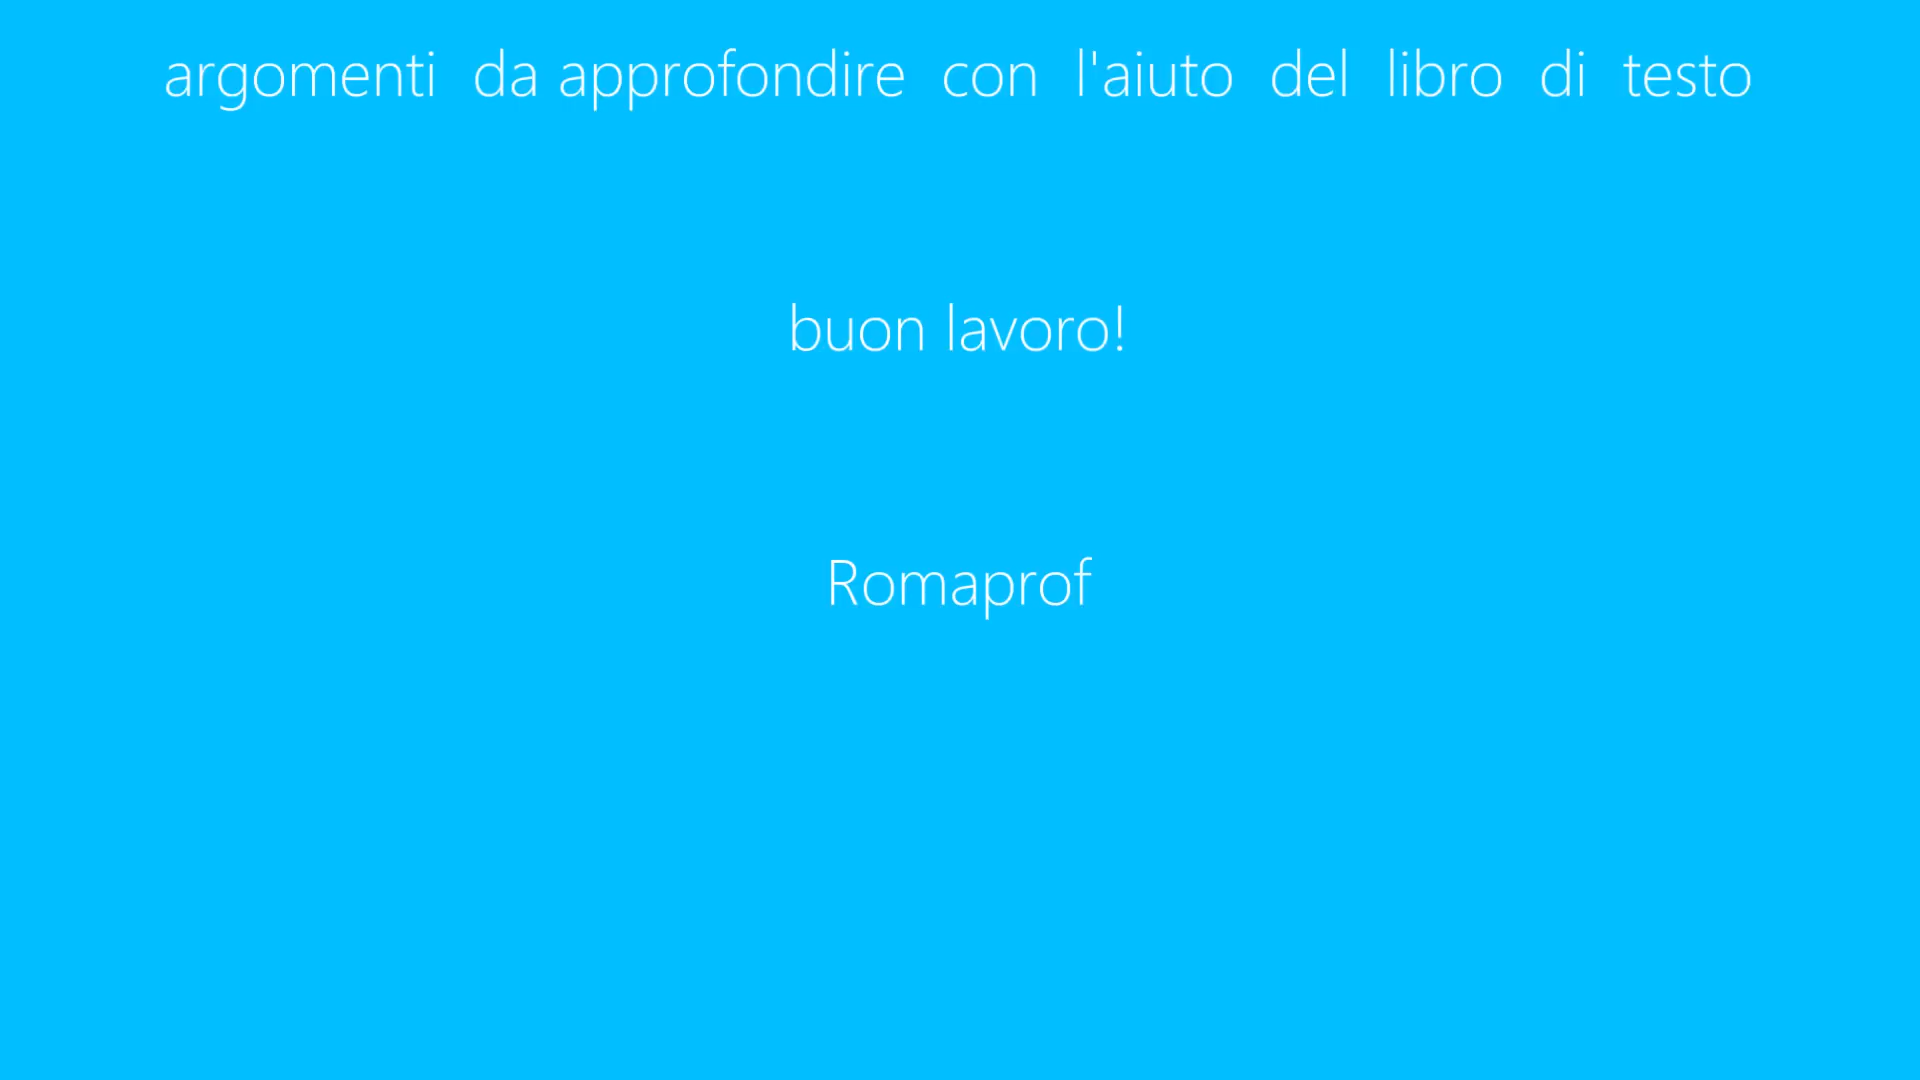 argomenti da approfondire con l'aiuto del libro di testo
buon lavoro!
Romaprof